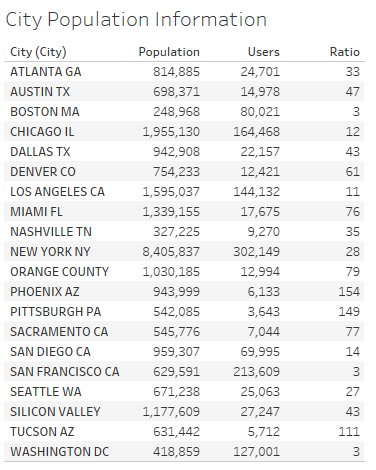 City Population Information
City (City) Population Users Ratio
ATLANTA GA 814,885 24,701 33
AUSTIN TX 698,371 14,978 47
BOSTON MA 248,968 80,021 3
CHICAGO IL 1,955,130 164,468 12
DALLAS TX 942,908 22,157 43
DENVER CO 754,233 12,421 61
LOS ANGELES CA 1,595,037 144,132 11
MIAMI FL 1,339,155 17,675 76
NASHVILLE TN 327,225 9,270 35
NEW YORK NY 8,405,837 302,149 28
ORANGE COUNTY 1,030,185 12,994 79
PHOENIX AZ 943,999 6,133 154
PITTSBURGH PA 542,085 3,643 149
SACRAMENTO CA 545,776 7,044 77
SAN DIEGO CA 959,307 69,995 14
SAN FRANCISCO CA 629,591 213,609 3
SEATTLE WA 671,238 25,063 27
SILICON VALLEY 1,177,609 27,247 43
TUCSON AZ 631,442 5,712 111
WASHINGTON DC 418,859 127,001 3